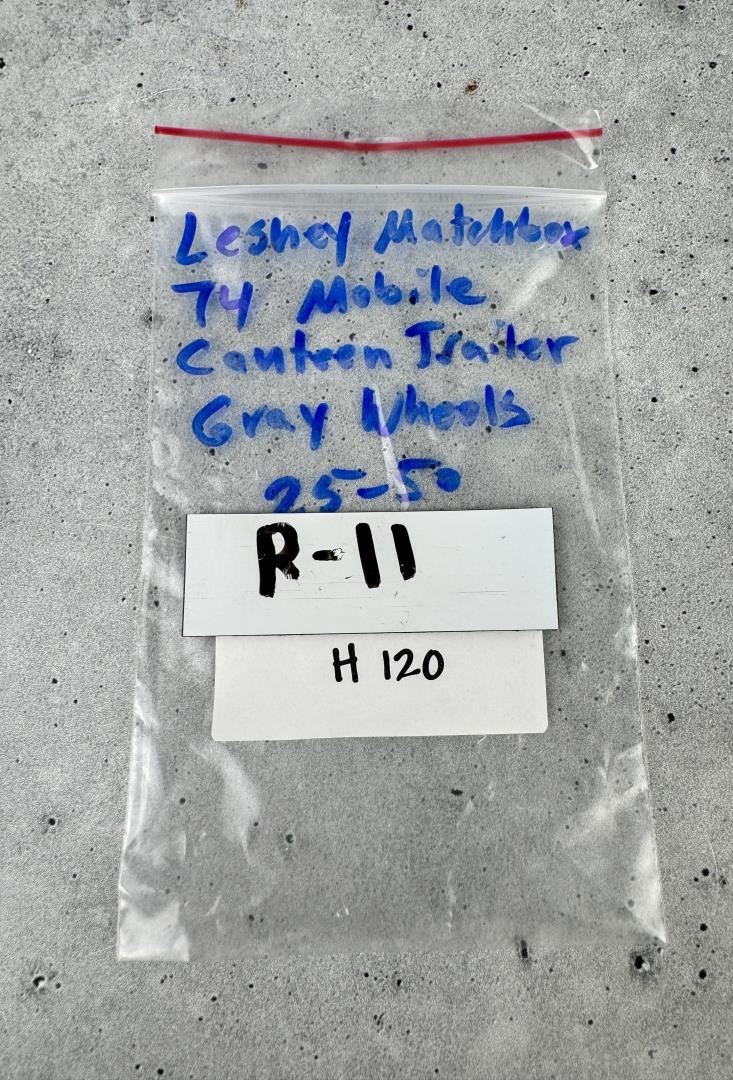 Lesney Matchbox
74 Mobile
Canteen Trailer
Gray Wheels
25-50
R-11
H 120